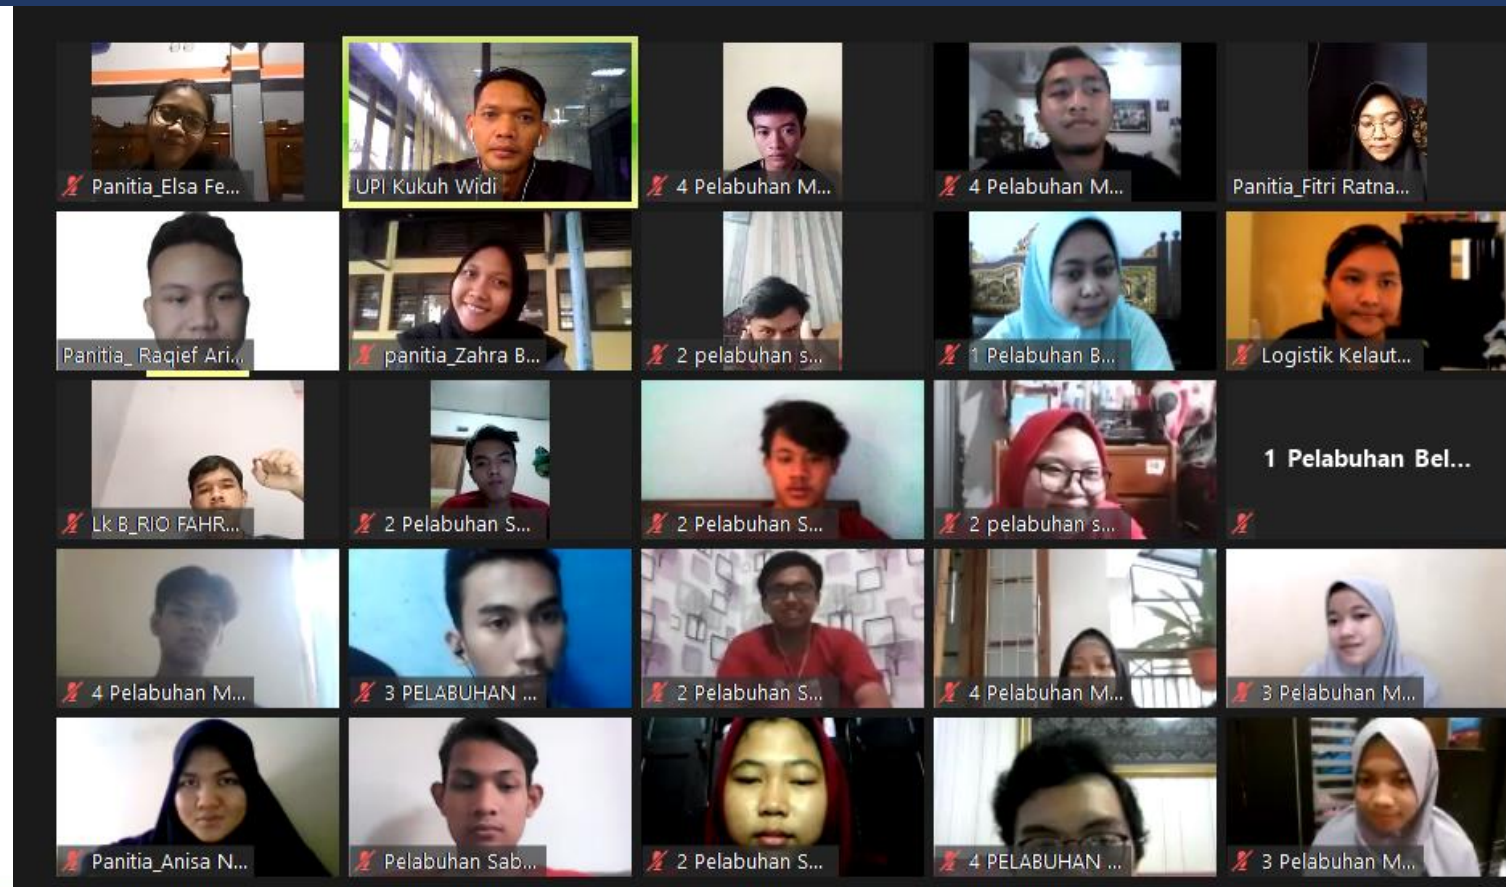 Panitia_Elsa Fe...
UPI Kukuh Widi
4 Pelabuhan M...
4 Pelabuhan M...
Panitia_Fitri Ratna...
Panitia_ Raqief Ari...
panitia_Zahra B...
2 pelabuhan s...
1 Pelabuhan B...
Logistik Kelaut...
Lk B_RIO FAHR...
2 Pelabuhan S...
2 Pelabuhan S...
2 pelabuhan s...
1 Pelabuhan Bel...
4 Pelabuhan M...
3 PELABUHAN ...
2 Pelabuhan S...
4 Pelabuhan M...
3 Pelabuhan M...
Panitia_Anisa N...
Pelabuhan Sab...
2 Pelabuhan S...
4 PELABUHAN ...
3 Pelabuhan M...